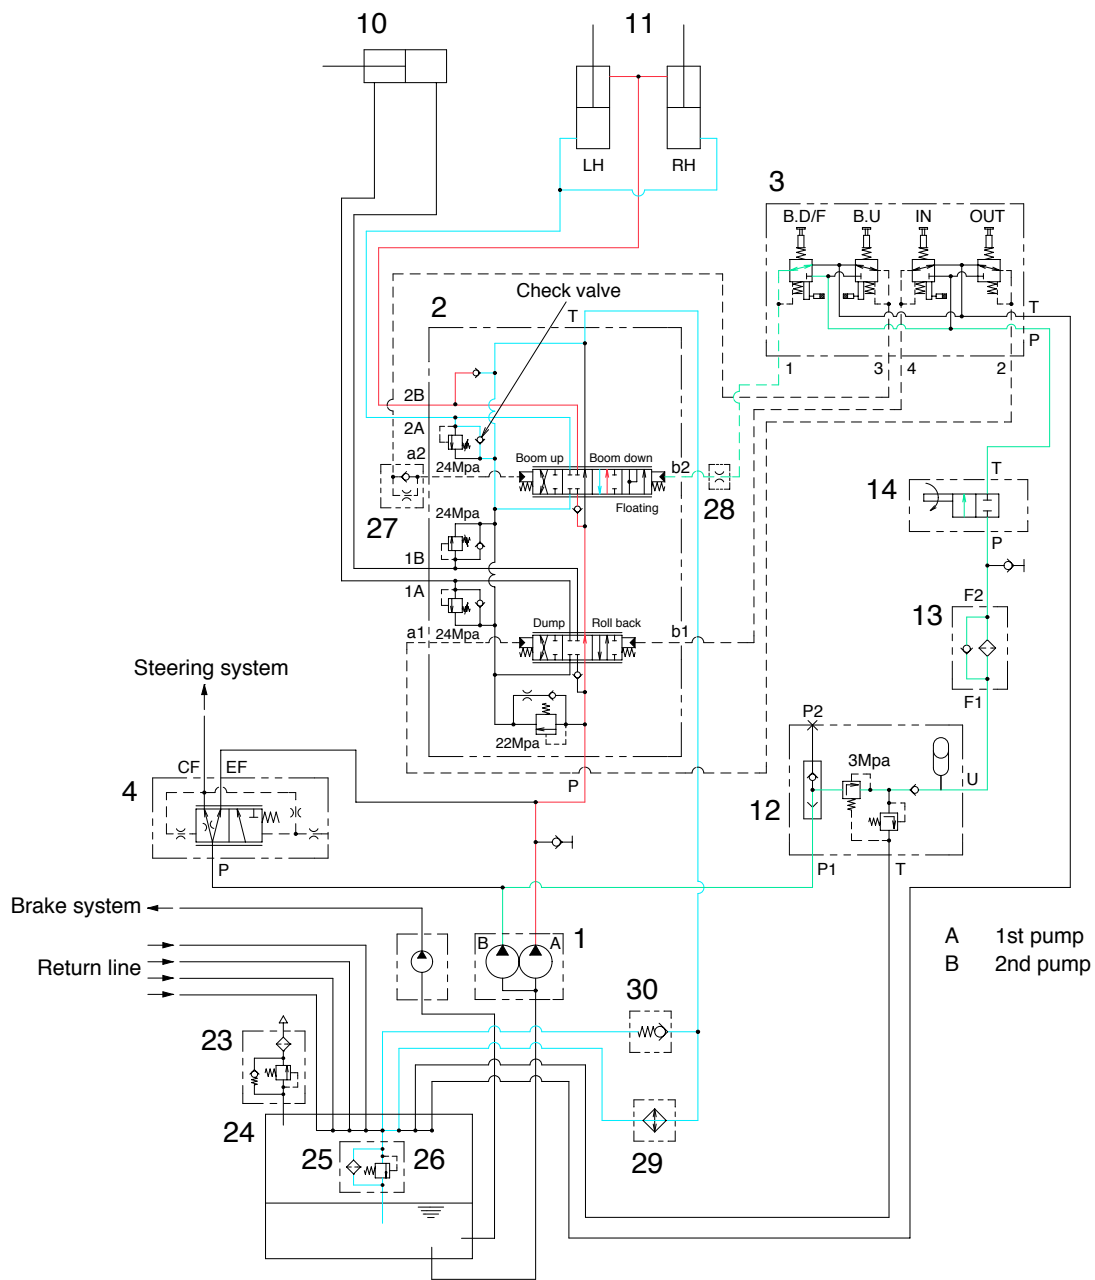 10
11
LH
RH
3
B.D/F
B.U
IN
OUT
T
P
1
3
4
2
Check valve
2
T
2B
2A
a2
24Mpa
Boom up
Boom down
b2
Floating
27
28
24Mpa
1B
1A
24Mpa
a1
Dump
Roll back
b1
22Mpa
P
14
T
P
F2
13
F1
P2
3Mpa
12
U
P1
T
Steering system
CF
EF
4
P
Brake system
B
A
1
Return line
A 1st pump
B 2nd pump
30
23
24
25
26
29